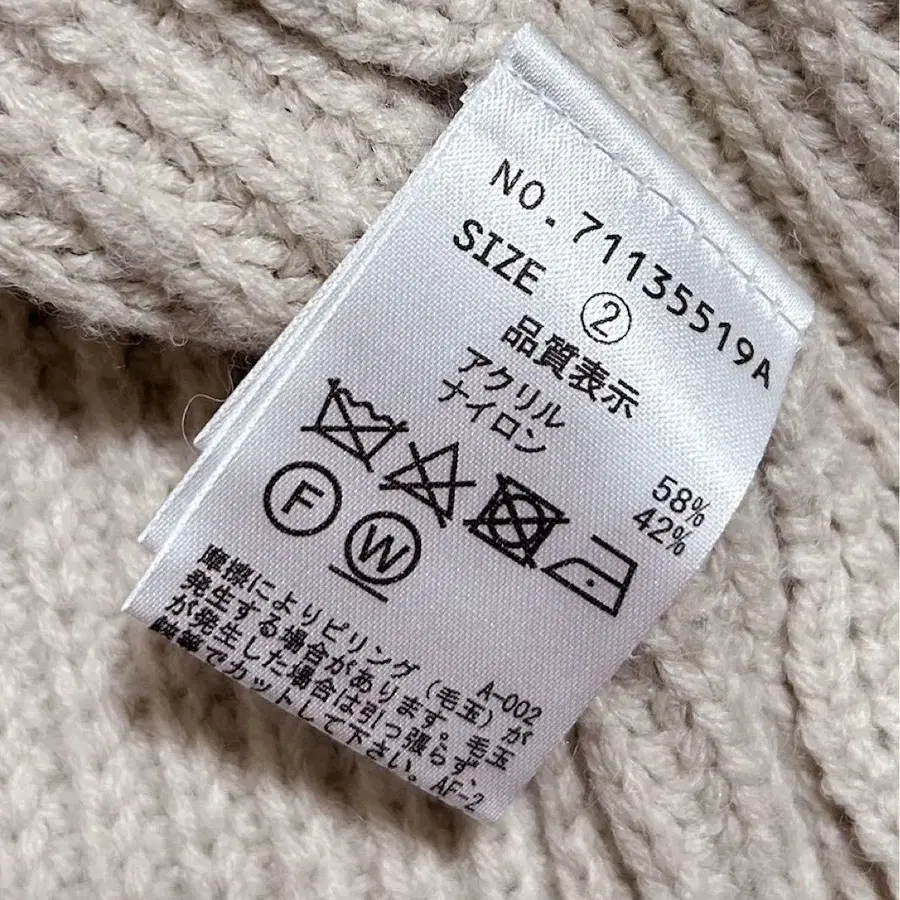 NO.71135519A
SIZE ②
品質表示
アクリル 58%
ナイロン 42%
F W
A-002
摩擦によりピリング(毛玉)が
発生する場合があります。毛玉
が発生した場合は引っ張らず、
鋏等でカットして下さい。AF-2